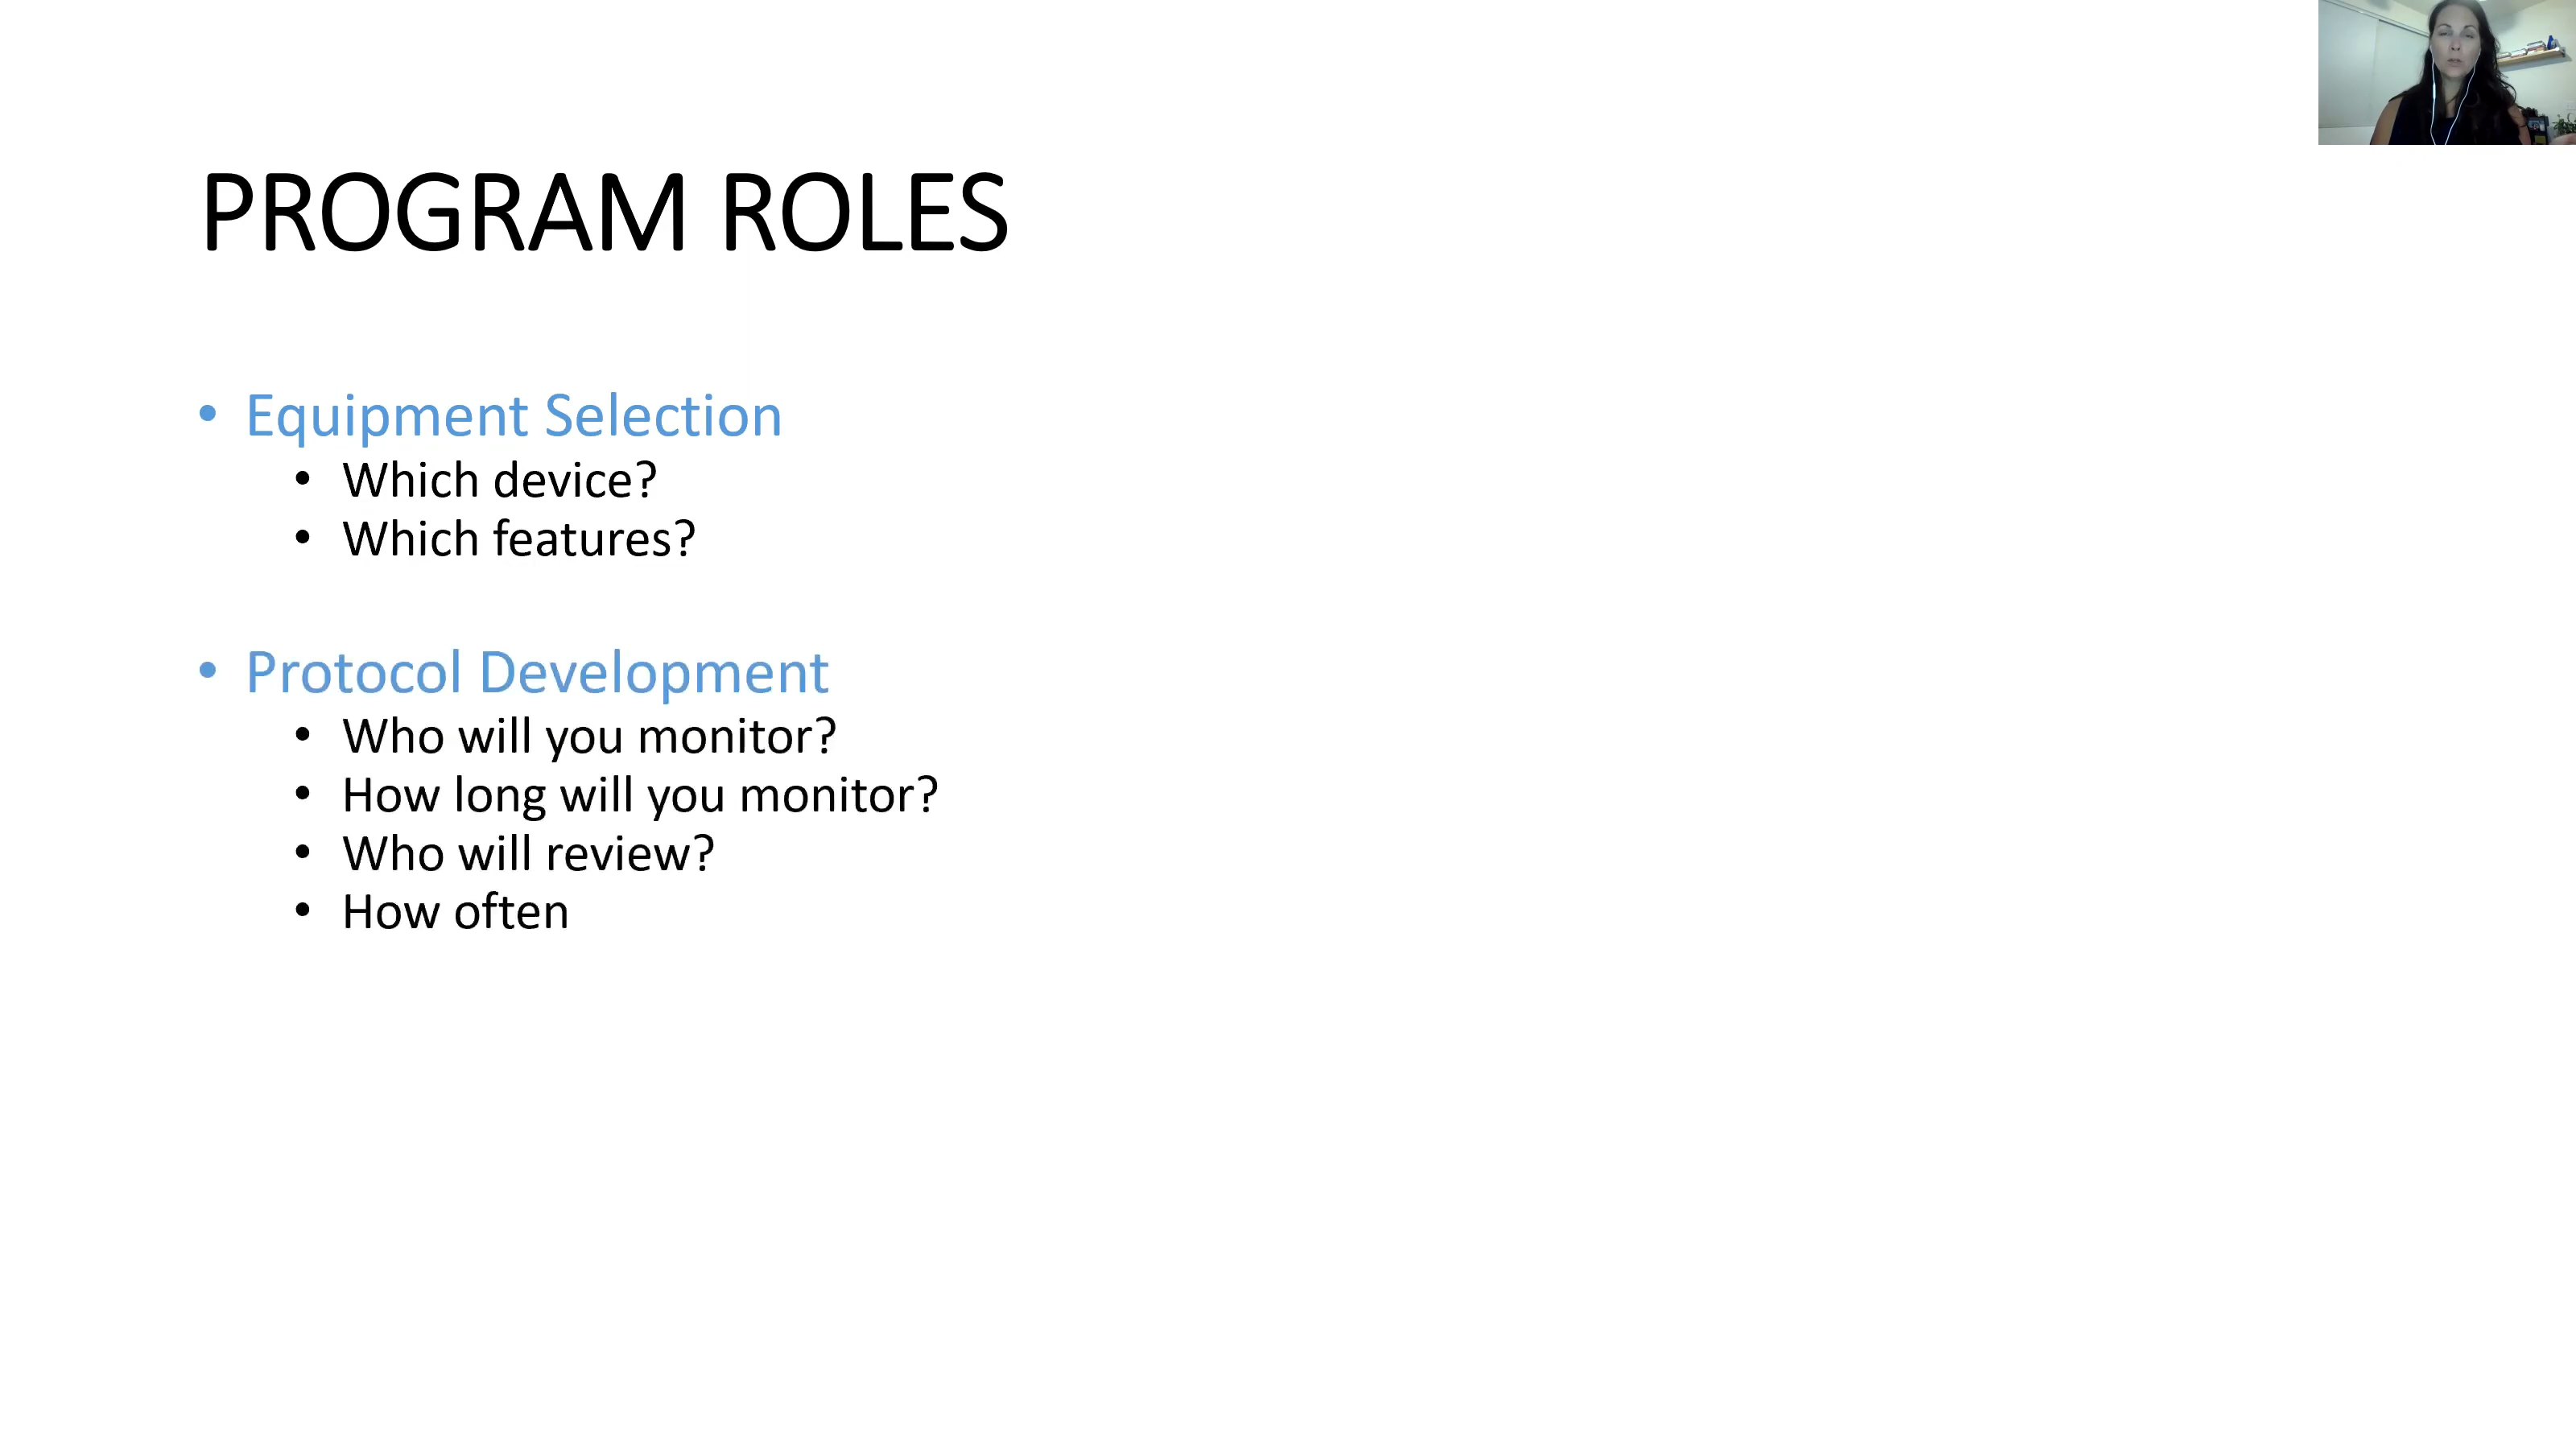 PROGRAM ROLES
• Equipment Selection
• Which device?
• Which features?
• Protocol Development
• Who will you monitor?
• How long will you monitor?
• Who will review?
• How often